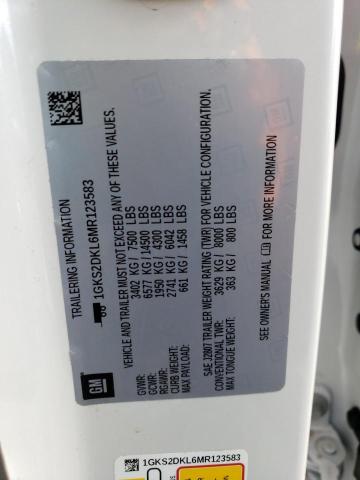 TRAILERING INFORMATION
1GKS2DKL6MR123583
VEHICLE AND TRAILER MUST NOT EXCEED ANY OF THESE VALUES.
GVWR: 3402 KG / 7500 LBS
GCWR: 6577 KG / 14500 LBS
RGAWR: 1950 KG / 4300 LBS
CURB WEIGHT: 2741 KG / 6042 LBS
MAX PAYLOAD: 661 KG / 1458 LBS
SAE J2807 TRAILER WEIGHT RATING (TWR) FOR VEHICLE CONFIGURATION.
CONVENTIONAL TWR: 3629 KG / 8000 LBS
MAX TONGUE WEIGHT: 363 KG / 800 LBS
SEE OWNER'S MANUAL FOR MORE INFORMATION
GM
1GKS2DKL6MR123583